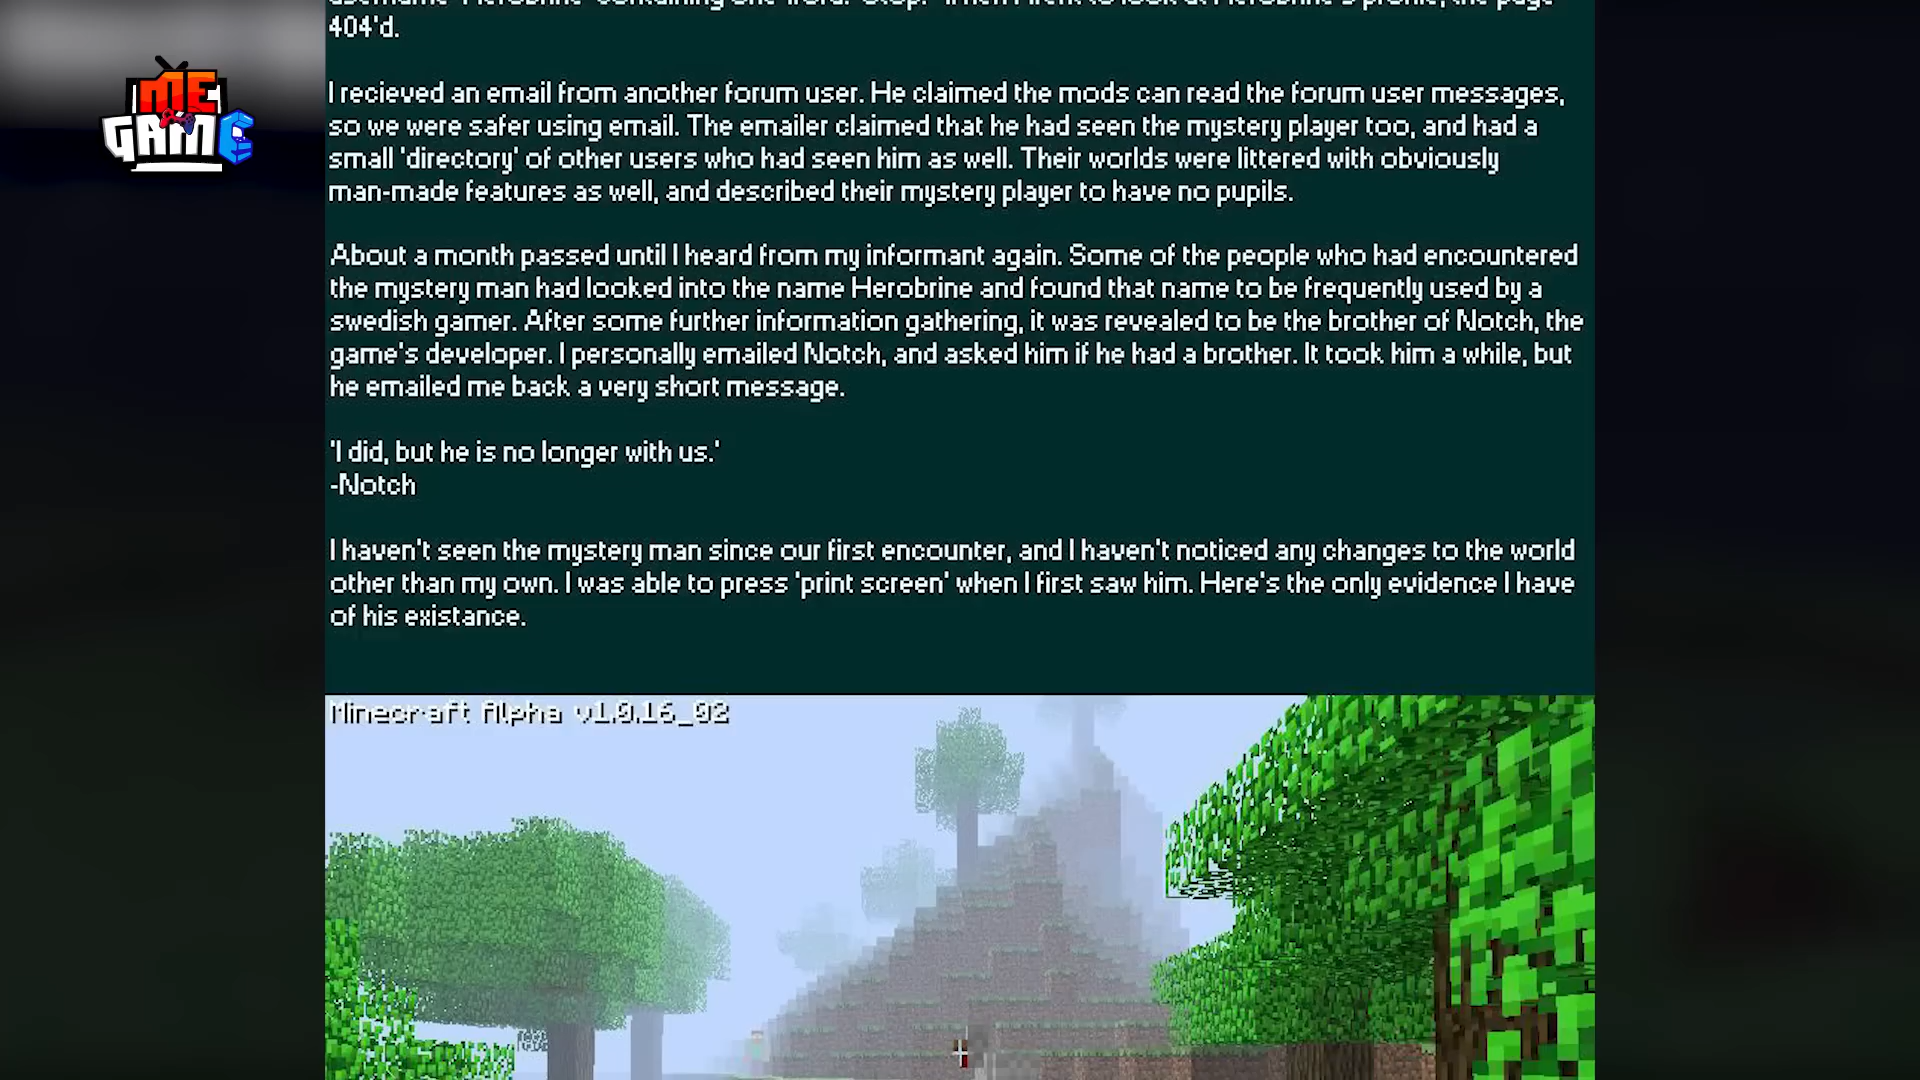 404'd.
ME
GAME
I recieved an email from another forum user. He claimed the mods can read the forum user messages,
so we were safer using email. The emailer claimed that he had seen the mystery player too, and had a
small 'directory' of other users who had seen him as well. Their worlds were littered with obviously
man-made features as well, and described their mystery player to have no pupils.
About a month passed until I heard from my informant again. Some of the people who had encountered
the mystery man had looked into the name Herobrine and found that name to be frequently used by a
swedish gamer. After some further information gathering, it was revealed to be the brother of Notch, the
game's developer. I personally emailed Notch, and asked him if he had a brother. It took him a while, but
he emailed me back a very short message.
'I did, but he is no longer with us.'
-Notch
I haven't seen the mystery man since our first encounter, and I haven't noticed any changes to the world
other than my own. I was able to press 'print screen' when I first saw him. Here's the only evidence I have
of his existance.
Minecraft Alpha v1.0.16_02